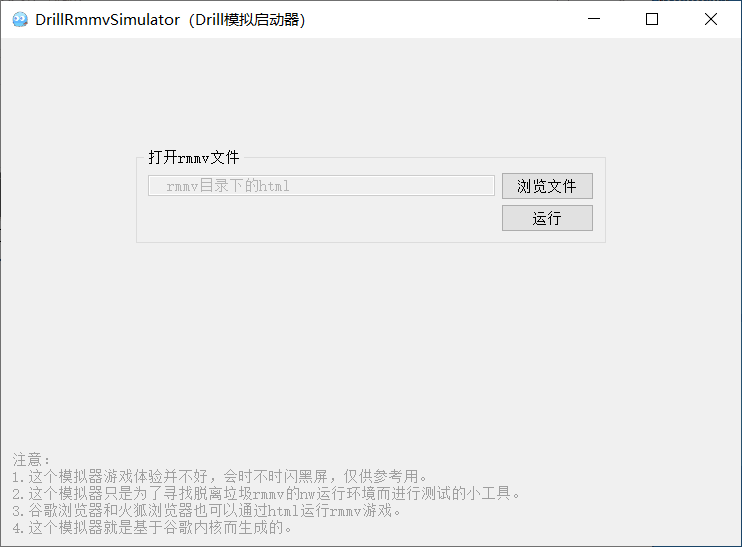 DrillRmmvSimulator（Drill模拟启动器）
打开rmmv文件
rmmv目录下的html
浏览文件
运行
注意：
1.这个模拟器游戏体验并不好，会时不时闪黑屏，仅供参考用。
2.这个模拟器只是为了寻找脱离垃圾rmmv的nw运行环境而进行测试的小工具。
3.谷歌浏览器和火狐浏览器也可以通过html运行rmmv游戏。
4.这个模拟器就是基于谷歌内核而生成的。